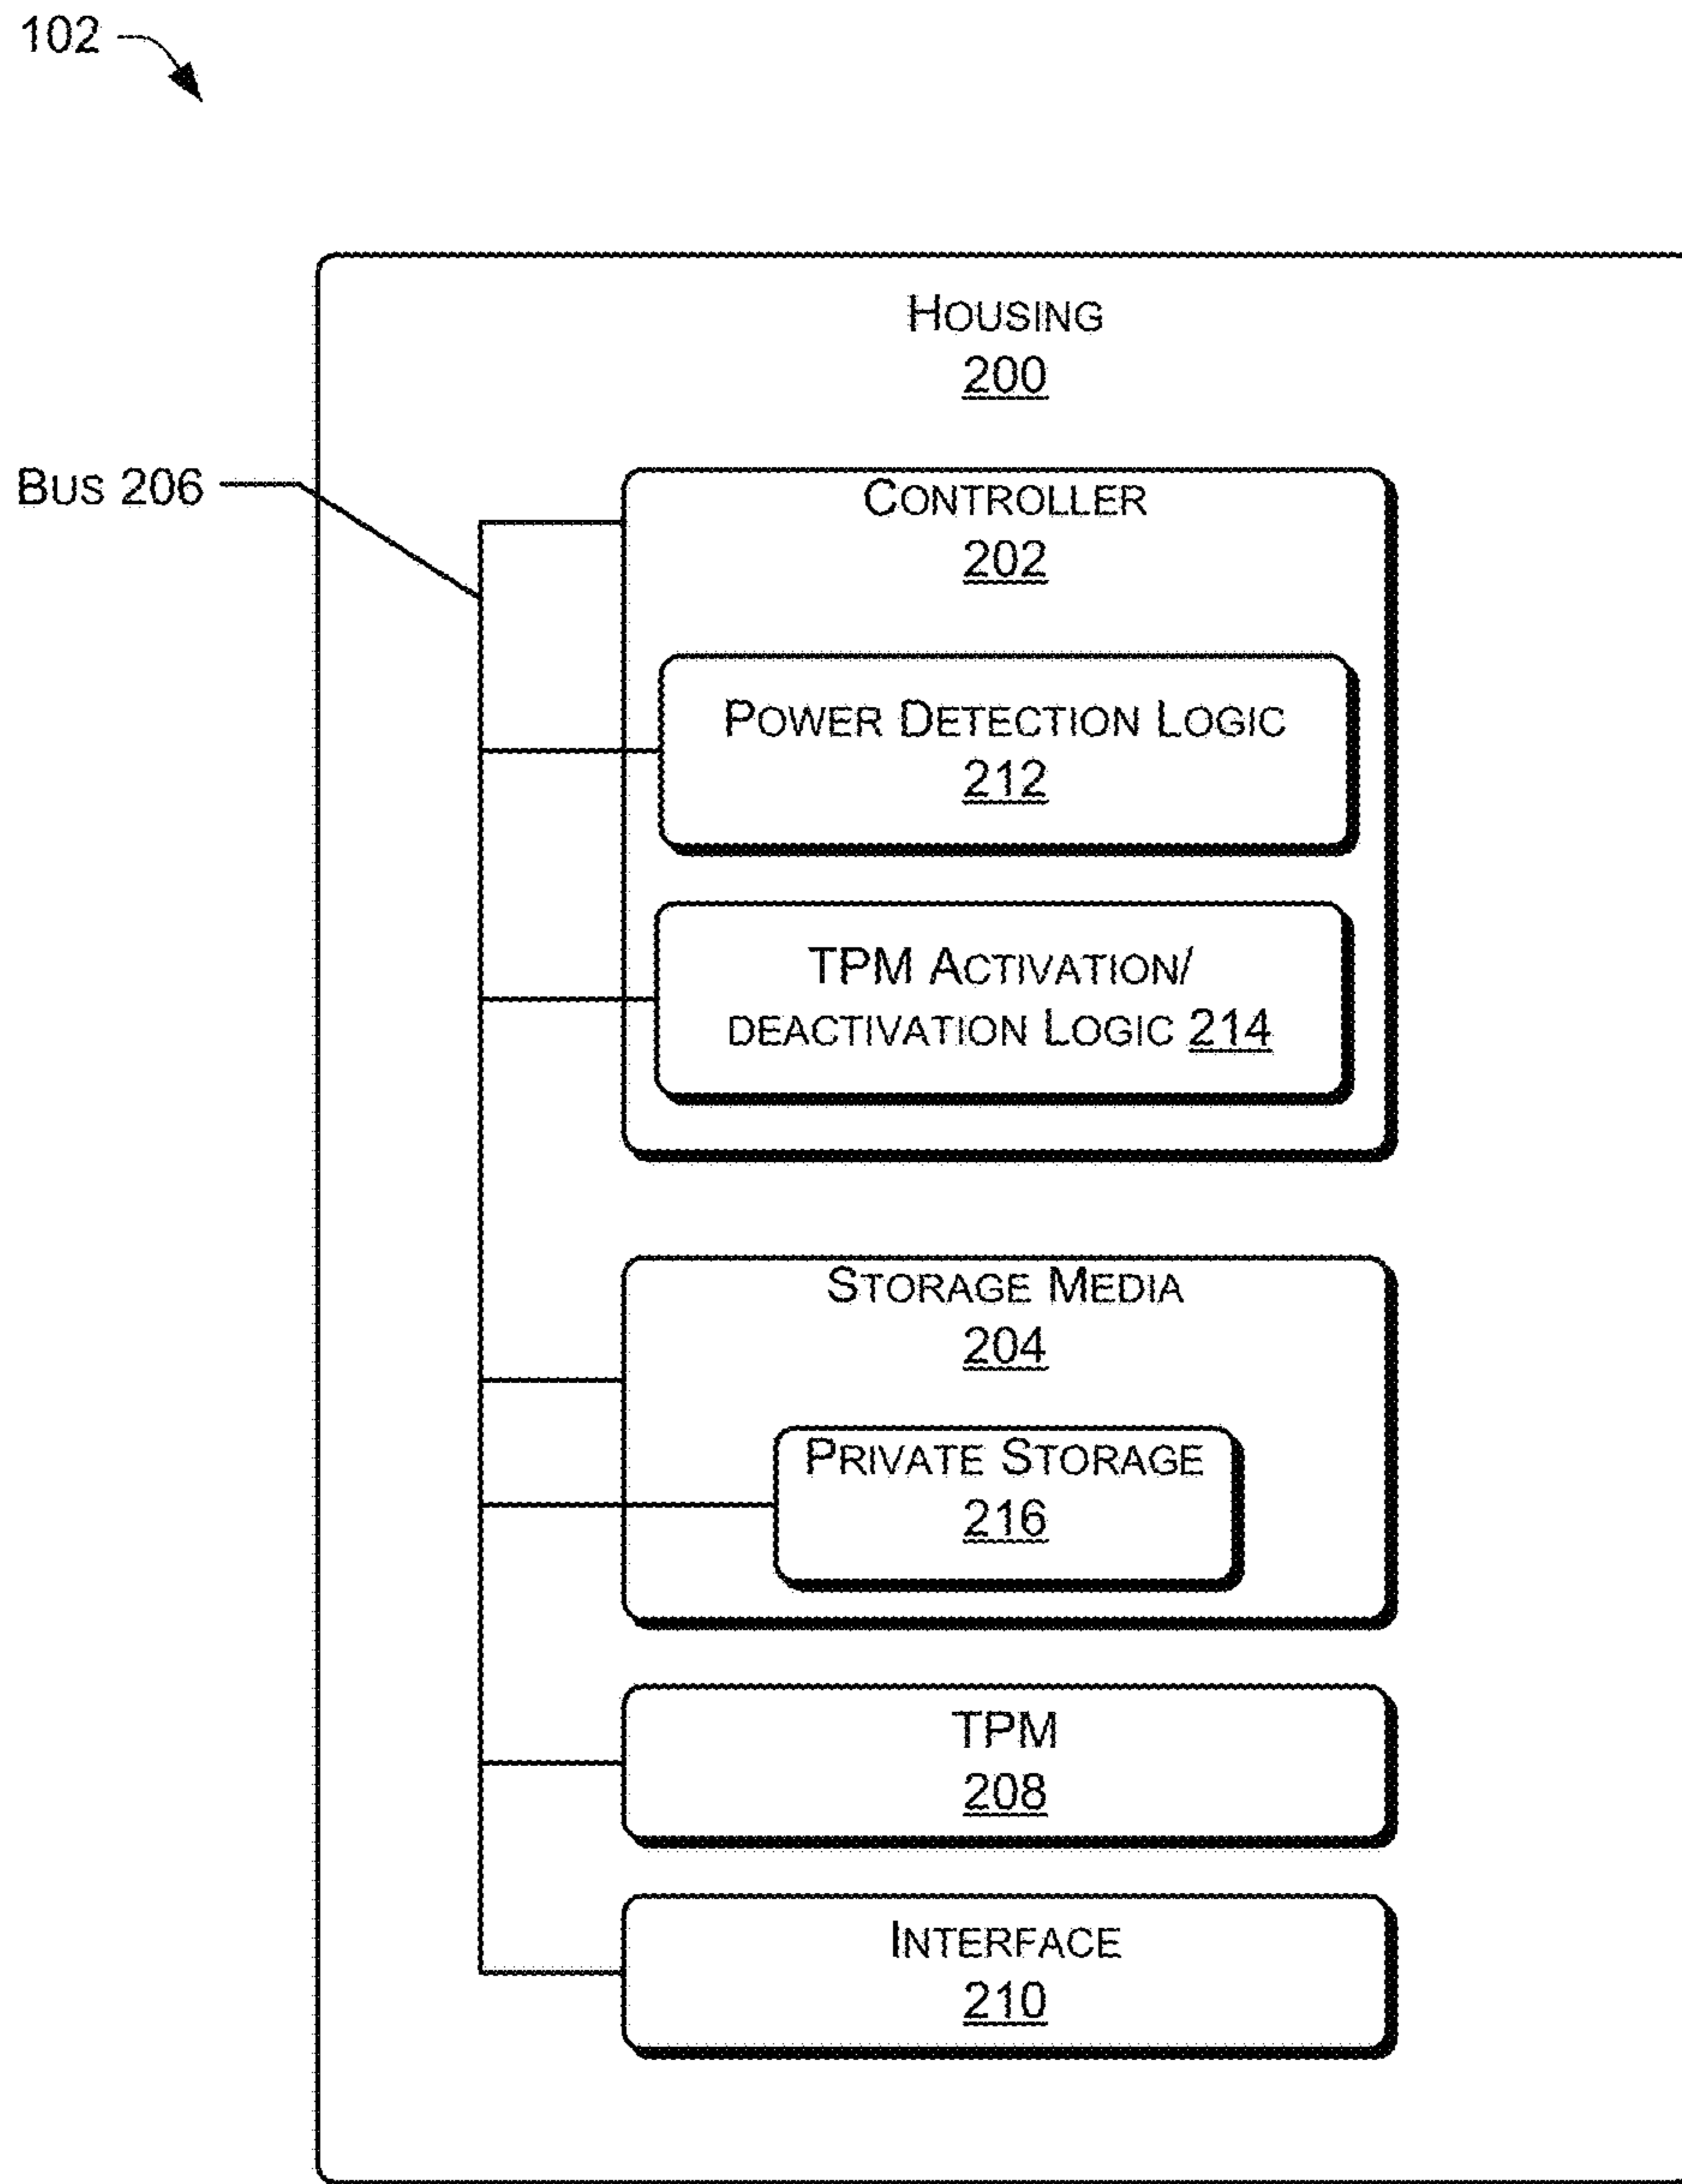 102
HOUSING
200
BUS 206
CONTROLLER
202
POWER DETECTION LOGIC
212
TPM ACTIVATION/
DEACTIVATION LOGIC 214
STORAGE MEDIA
204
PRIVATE STORAGE
216
TPM
208
INTERFACE
210